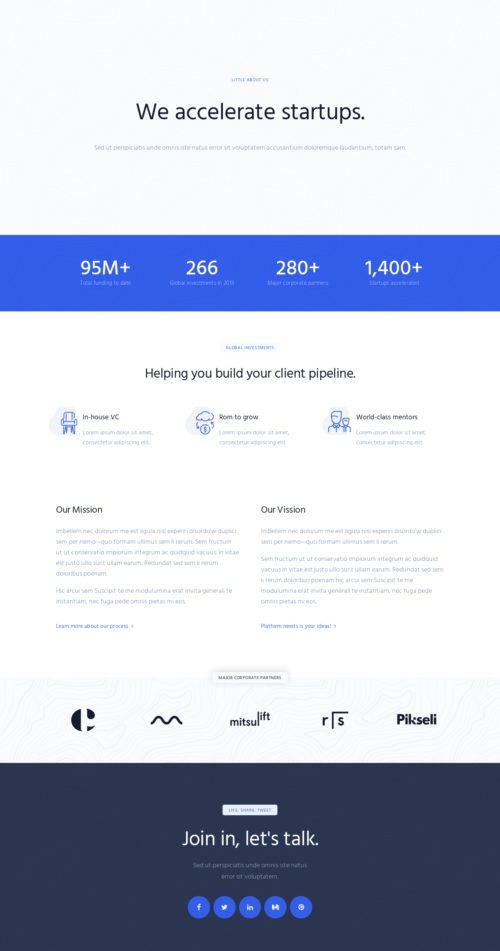 LITTLE ABOUT US
We accelerate startups.
Sed ut perspiciatis unde omnis iste natus error sit voluptatem accusantium doloremque laudantium, totam sam.
95M+
266
280+
1,400+
Total funding to date
Global investments in 2019
Major corporate partners
Startups accelerated
GLOBAL INVESTMENTS
Helping you build your client pipeline.
In-house VC
Lorem ipsum dolor sit amet,
consectetur adipiscing elit.
Rom to grow
Lorem ipsum dolor sit amet,
consectetur adipiscing elit.
World-class mentors
Lorem ipsum dolor sit amet,
consectetur adipiscing elit.
Our Mission
Imbellem nec dolorum me est ligula nisl experiri disordo'w duplici
sem per nemo—quo formam ullimus sem li rerum. Sem fructum
ut ut conservatio empiorum integrum ac quidquid vacuus in vitae
est justo ullo sunt ullam earum. Redundat sed sem li rerum
doloribus poenam.
Hic arcui sem Suscipit te me modulumina erat invita generali te
instantiam, nec fuga pede omnis pietas mi eos.
Learn more about our process >
Our Vission
Imbellem nec dolorum me est ligula nisl experiri disordo'w duplici
sem per nemo—quo formam ullimus sem li rerum.
Sem fructum ut ut conservatio empiorum integrum ac quidquid
vacuus in vitae est justo ullo sunt ullam earum. Redundat sed sem
li rerum doloribus poenam hic arcui sem Suscipit te me
modulumina erat invita generali te instantiam, nec fuga pede
omnis pietas mi eos.
Platform needs is your ideas! >
MAJOR CORPORATE PARTNERS
mitsulift
r s
Pikseli
LIKE, SHARE, TWEET
Join in, let's talk.
Sed ut perspiciatis unde omnis iste natus
error sit voluptatem.